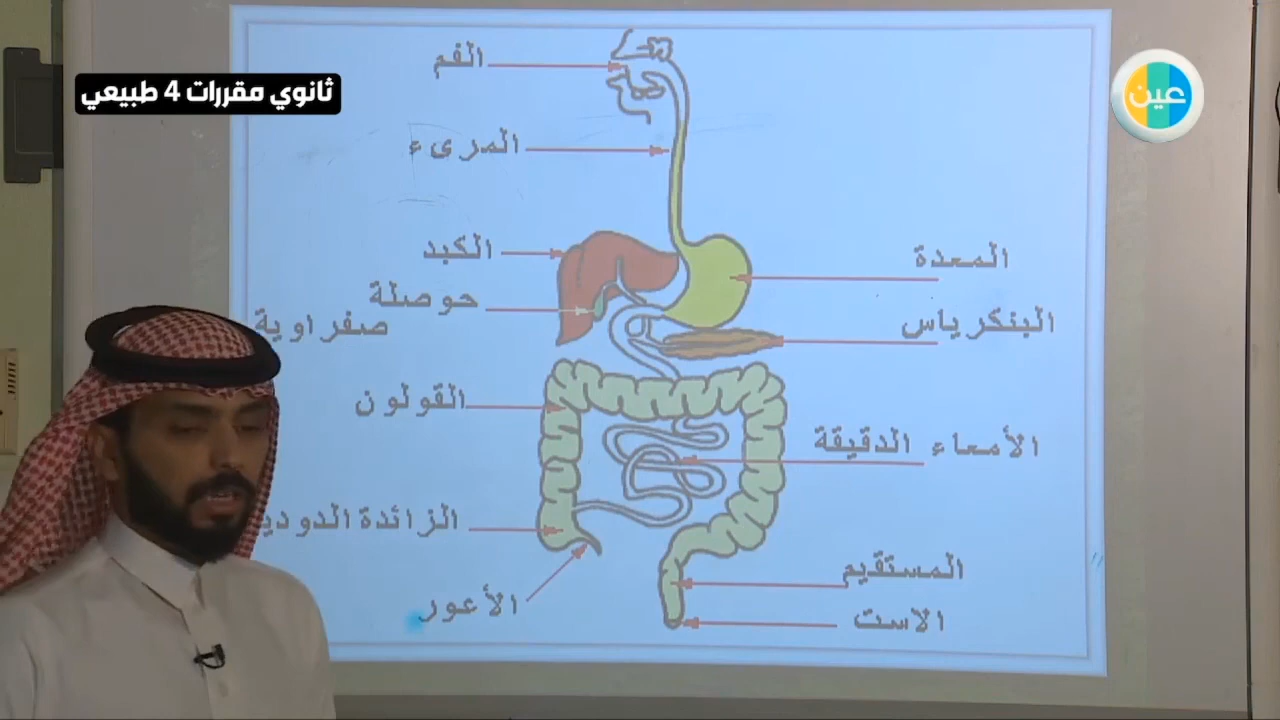 ثانوي مقررات 4 طبيعي
عين
الفم
المرىء
الكبد
المعدة
حوصلة
صفراوية
البنكرياس
القولون
الأمعاء الدقيقة
الزائدة الدودي
المستقيم
الأعور
الاست